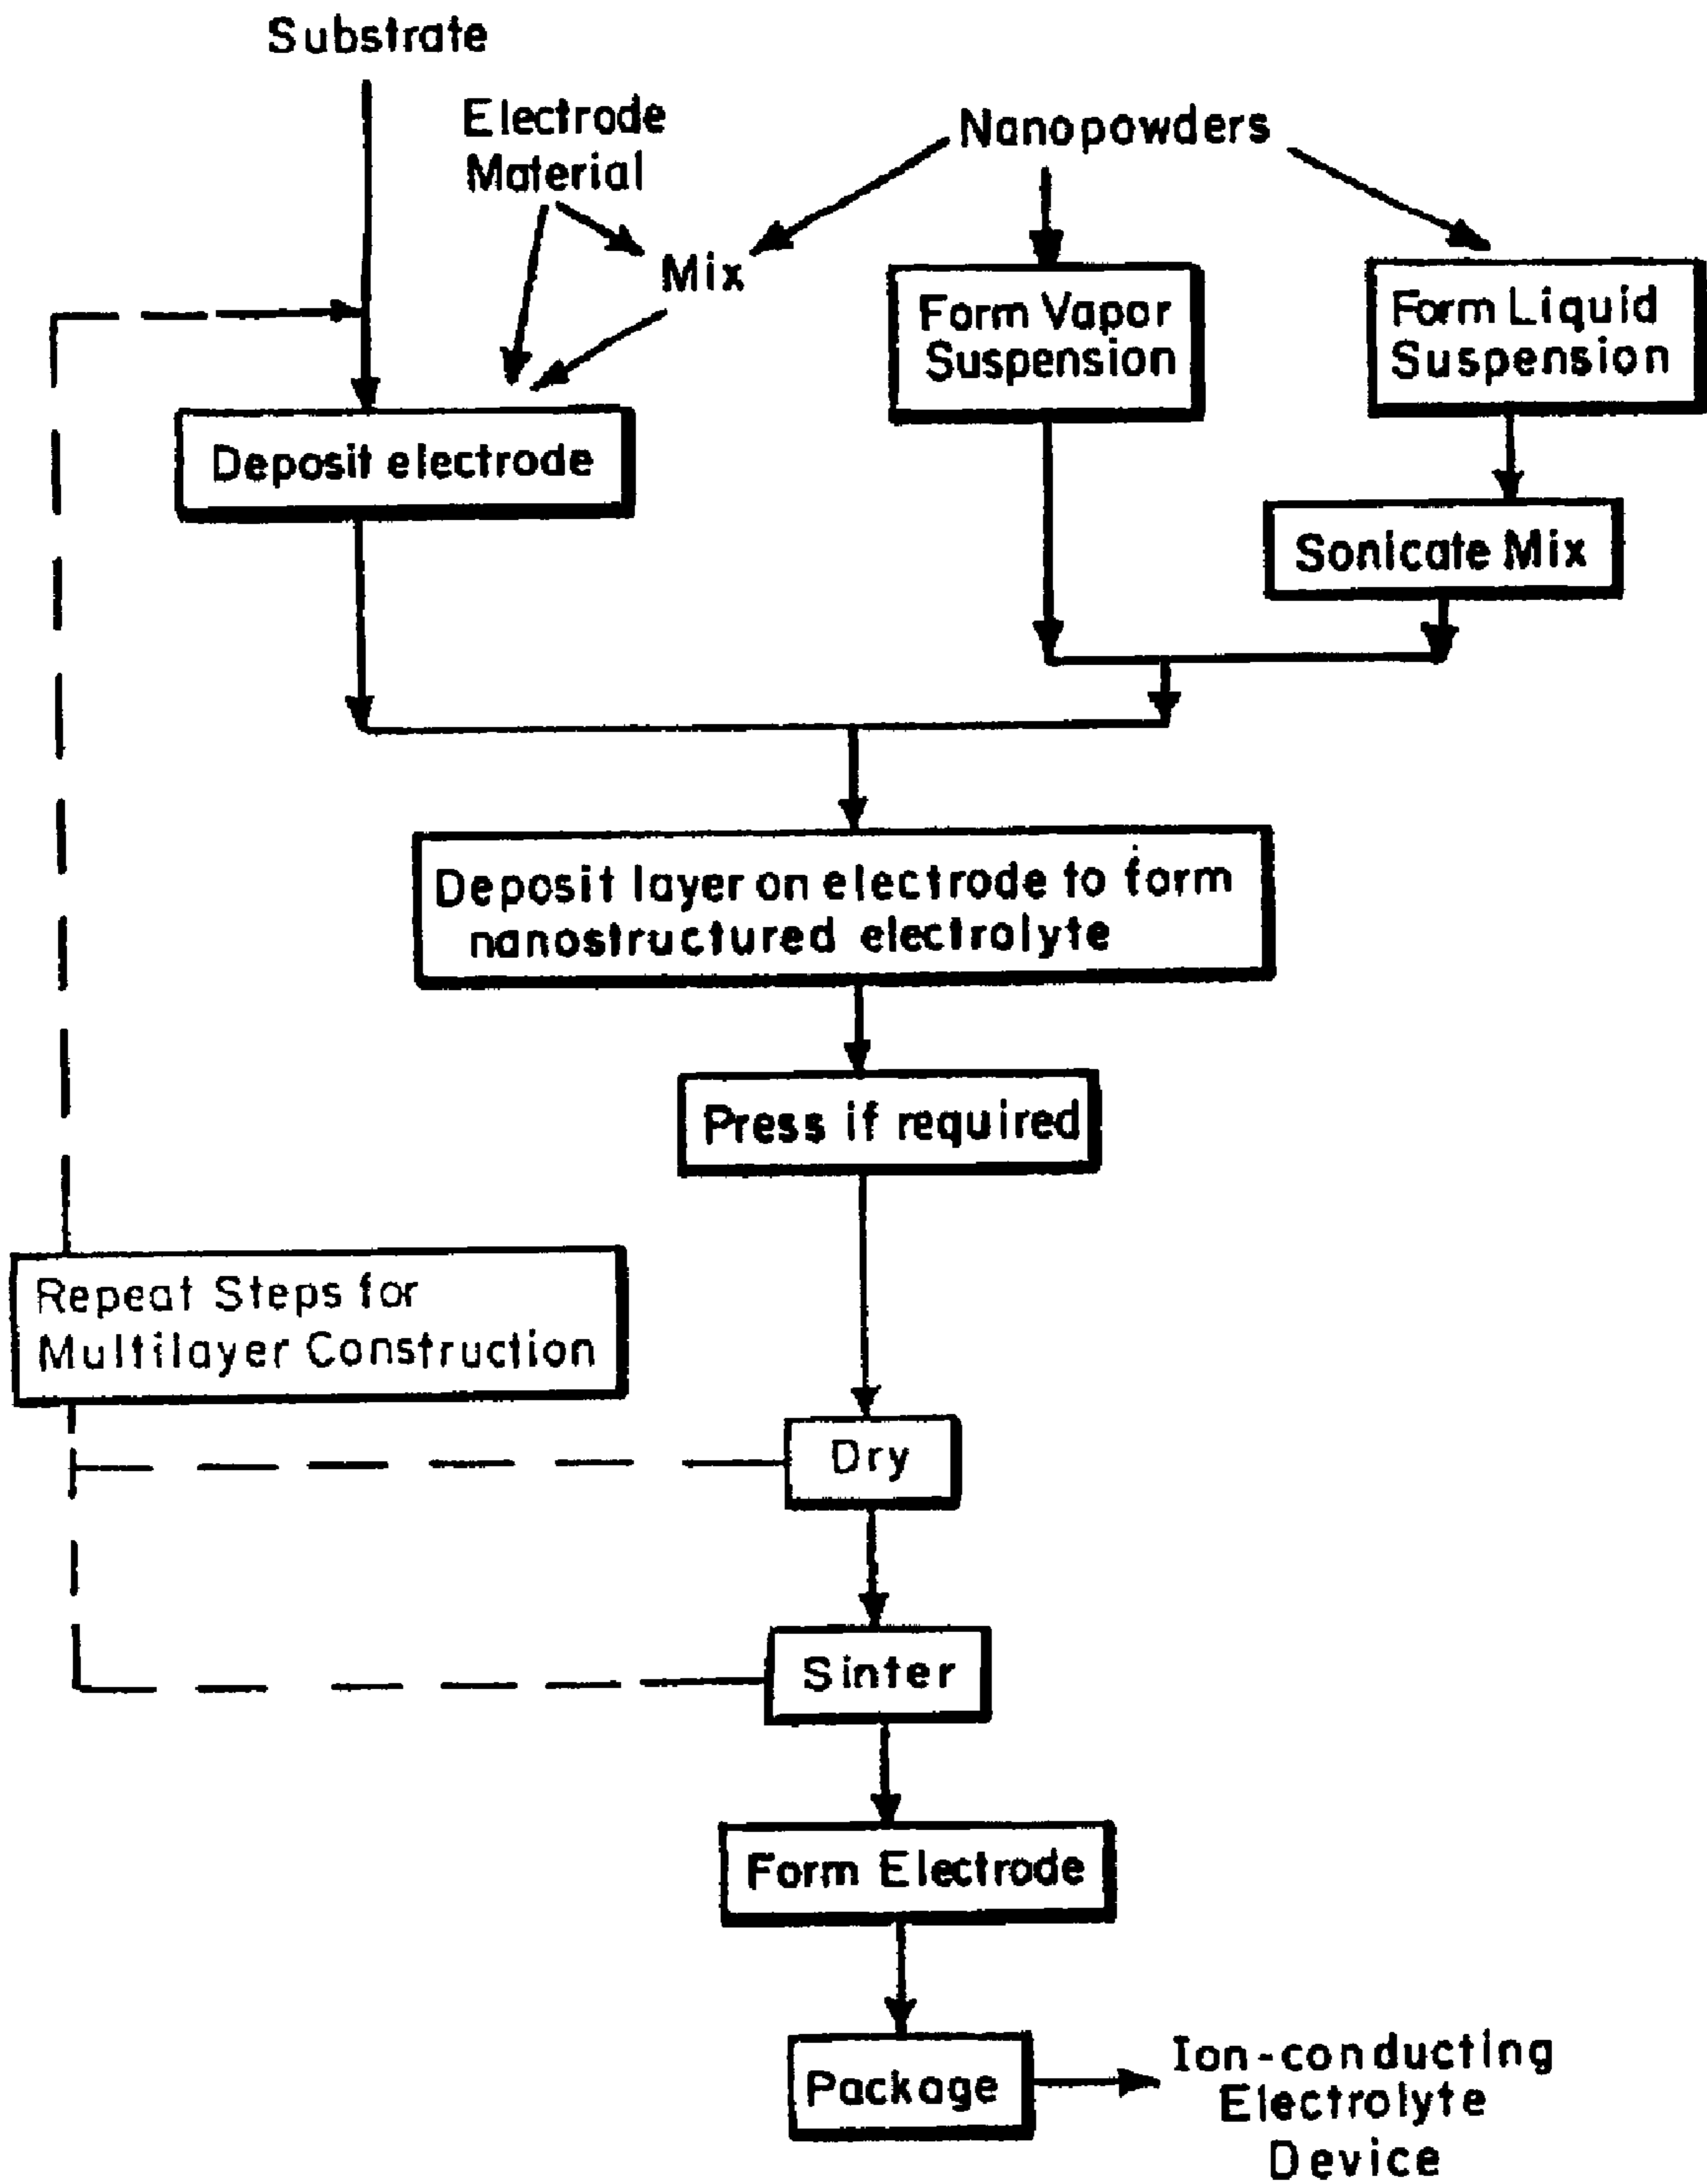 Substrate
Electrode
Material
Nanopowders
Mix
Form Vapor
Suspension
Form Liquid
Suspension
Deposit electrode
Sonicate Mix
Deposit layer on electrode to form
nanostructured electrolyte
Press if required
Repeat Steps for
Multilayer Construction
Dry
Sinter
Form Electrode
Package
Ion-conducting
Electrolyte
Device